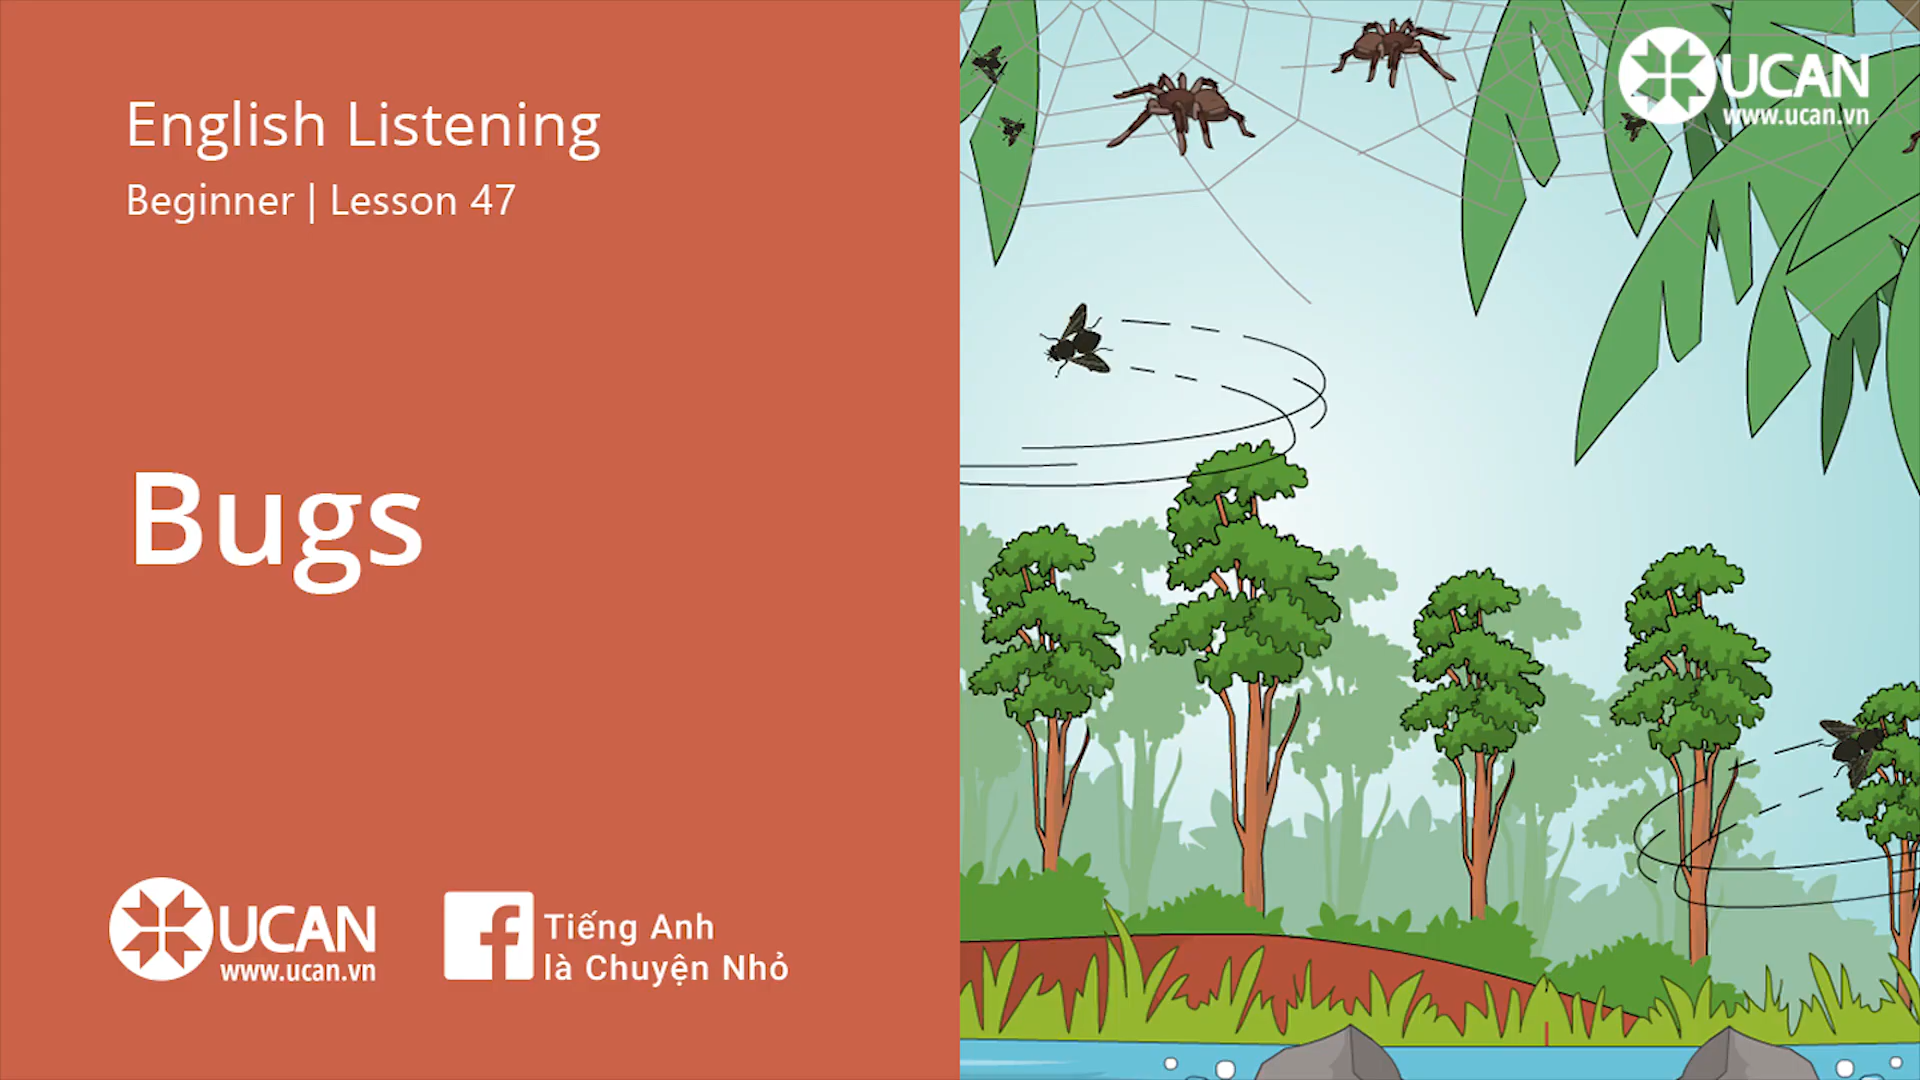 English Listening
Beginner | Lesson 47
Bugs
UCAN
www.ucan.vn
Tiếng Anh
là Chuyện Nhỏ
UCAN
www.ucan.vn